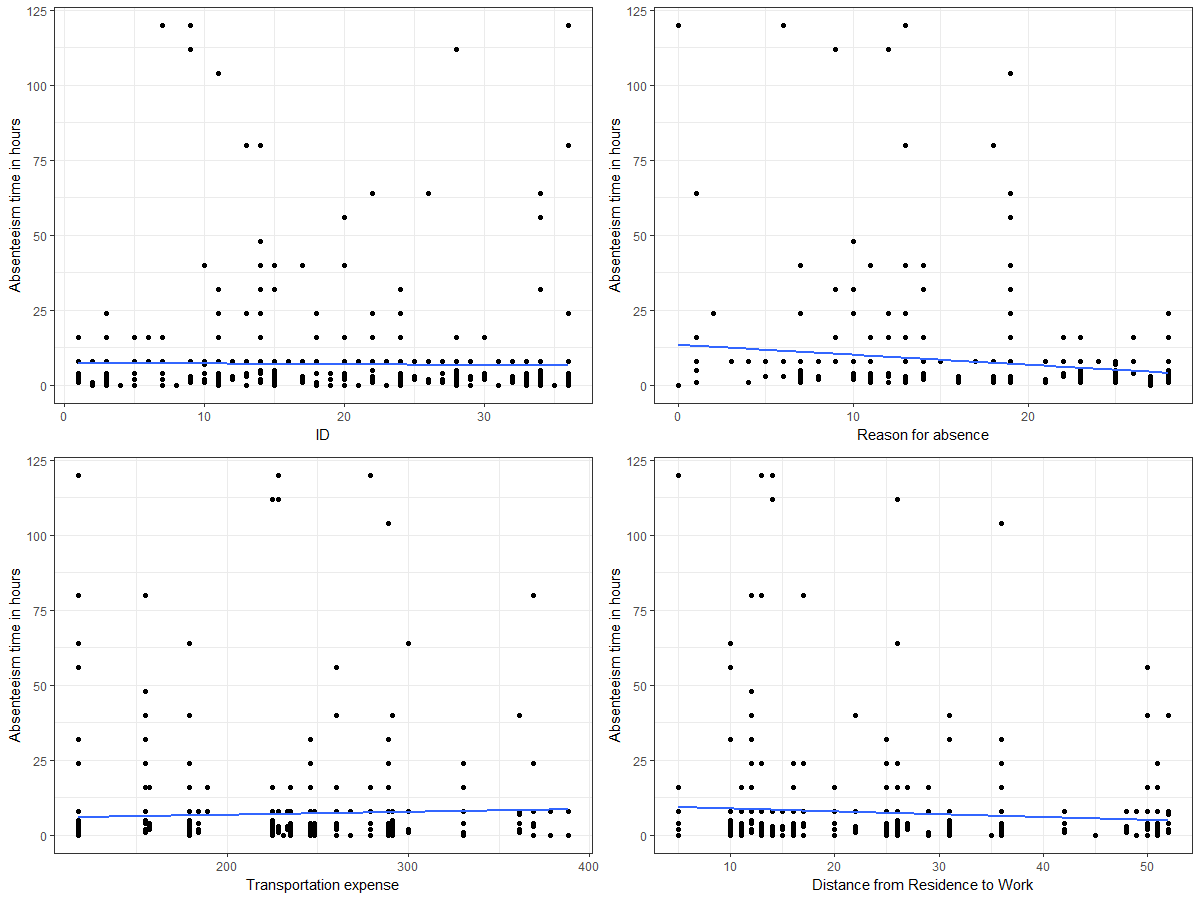 125
100
75
50
25
0
Absenteeism time in hours
0 10 20 30
ID
125
100
75
50
25
0
Absenteeism time in hours
0 10 20
Reason for absence
125
100
75
50
25
0
Absenteeism time in hours
200 300 400
Transportation expense
125
100
75
50
25
0
Absenteeism time in hours
10 20 30 40 50
Distance from Residence to Work